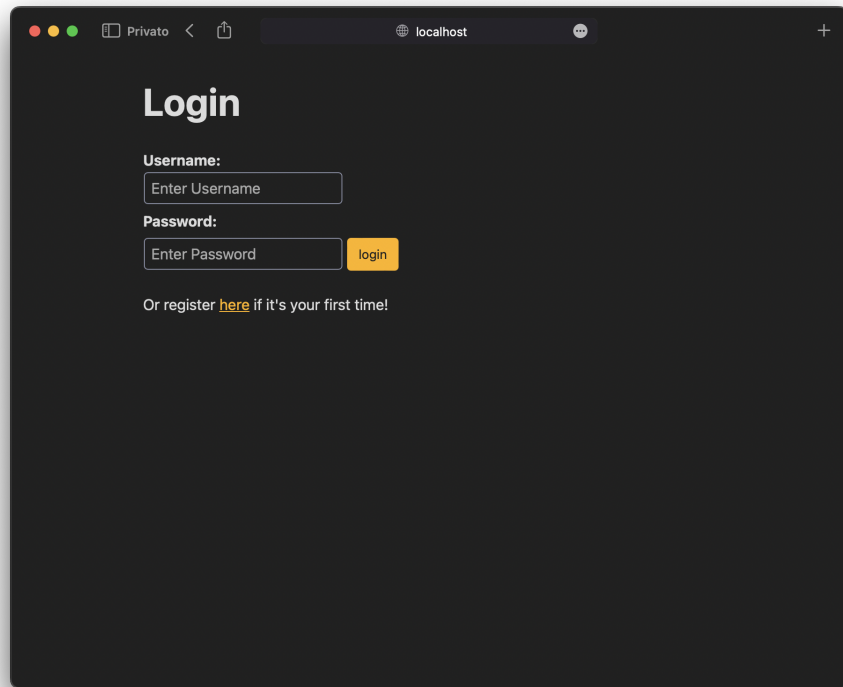 Privato
localhost
Login
Username:
Enter Username
Password:
Enter Password login
Or register here if it's your first time!